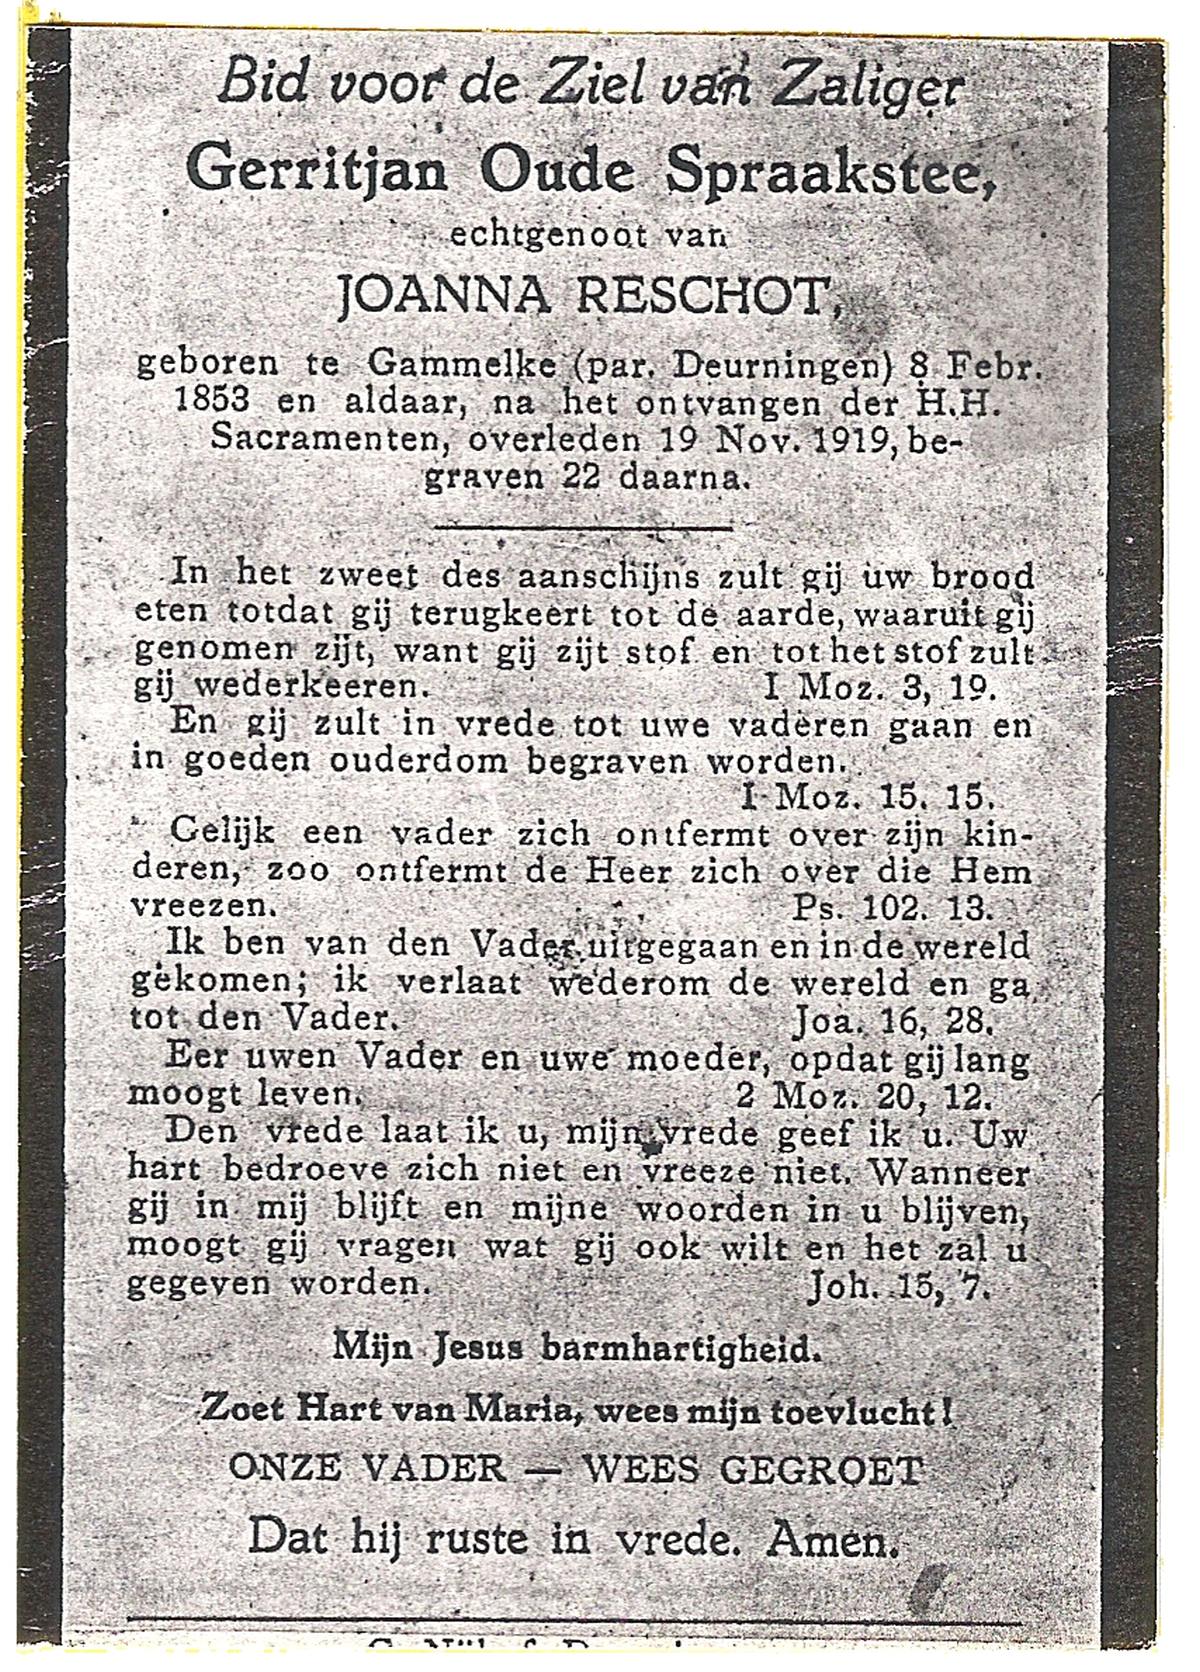 Bid voor de Ziel van Zaliger
Gerritjan Oude Spraakstee,
echtgenoot van
JOANNA RESCHOT,
geboren te Gammelke (par. Deurningen) 8 Febr.
1853 en aldaar, na het ontvangen der H.H.
Sacramenten, overleden 19 Nov. 1919, be-
graven 22 daarna.
In het zweet des aanschijns zult gij uw brood
eten totdat gij terugkeert tot de aarde, waaruit gij
genomen zijt, want gij zijt stof en tot het stof zult
gij wederkeeren. I Moz. 3, 19.
En gij zult in vrede tot uwe vaderen gaan en
in goeden ouderdom begraven worden.
I Moz. 15. 15.
Gelijk een vader zich ontfermt over zijn kin-
deren, zoo ontfermt de Heer zich over die Hem
vreezen. Ps. 102. 13.
Ik ben van den Vader uitgegaan en in de wereld
gekomen; ik verlaat wederom de wereld en ga
tot den Vader. Joa. 16, 28.
Eer uwen Vader en uwe moeder, opdat gij lang
moogt leven. 2 Moz. 20, 12.
Den vrede laat ik u, mijn vrede geef ik u. Uw
hart bedroeve zich niet en vreeze niet. Wanneer
gij in mij blijft en mijne woorden in u blijven,
moogt gij vragen wat gij ook wilt en het zal u
gegeven worden. Joh. 15, 7.
Mijn Jesus barmhartigheid.
Zoet Hart van Maria, wees mijn toevlucht!
ONZE VADER — WEES GEGROET
Dat hij ruste in vrede. Amen.